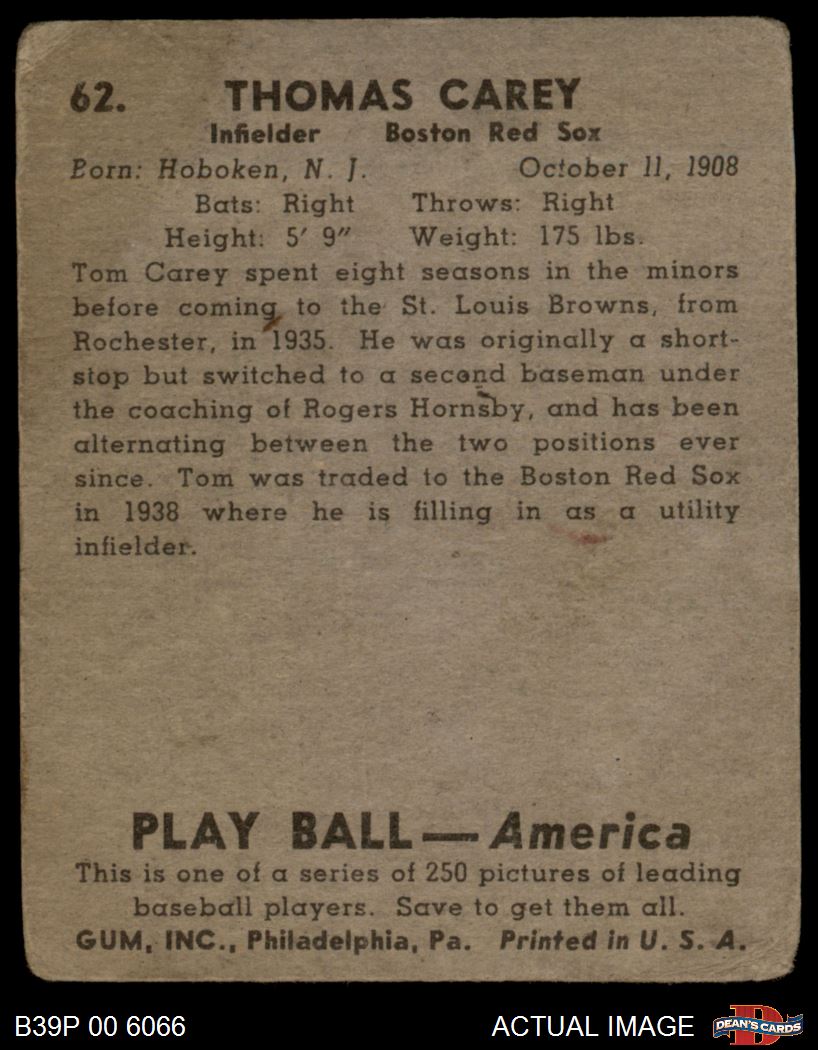 62. THOMAS CAREY
Infielder Boston Red Sox
Born: Hoboken, N. J. October 11, 1908
Bats: Right Throws: Right
Height: 5′ 9″ Weight: 175 lbs.
Tom Carey spent eight seasons in the minors
before coming to the St. Louis Browns, from
Rochester, in 1935. He was originally a short-
stop but switched to a second baseman under
the coaching of Rogers Hornsby, and has been
alternating between the two positions ever
since. Tom was traded to the Boston Red Sox
in 1938 where he is filling in as a utility
infielder.
PLAY BALL—America
This is one of a series of 250 pictures of leading
baseball players. Save to get them all.
GUM, INC., Philadelphia, Pa. Printed in U. S. A.
B39P 00 6066 ACTUAL IMAGE D DEAN'S CARDS